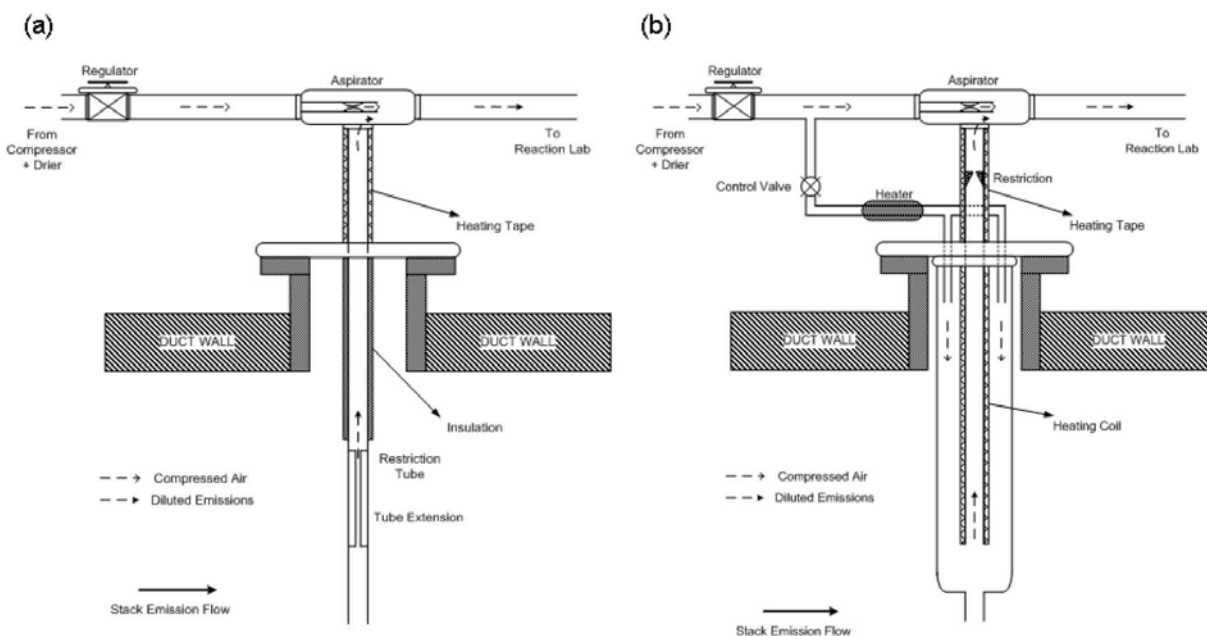 (a)
Regulator
Aspirator
From
Compressor
+ Drier
To
Reaction Lab
Heating Tape
DUCT WALL
DUCT WALL
Insulation
Restriction
Tube
Compressed Air
Diluted Emissions
Tube Extension
Stack Emission Flow
(b)
Regulator
Aspirator
From
Compressor
+ Drier
To
Reaction Lab
Control Valve
Heater
Restriction
Heating Tape
DUCT WALL
DUCT WALL
Heating Coil
Compressed Air
Diluted Emissions
Stack Emission Flow